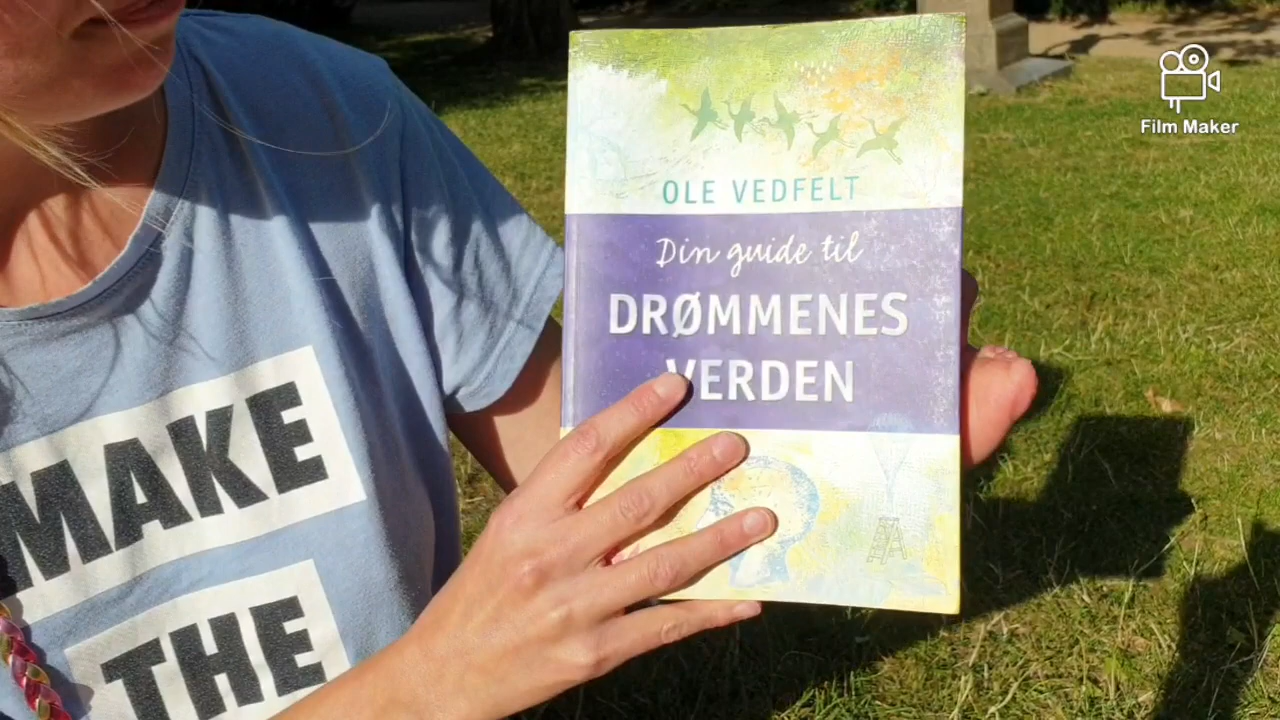 Film Maker
OLE VEDFELT
Din guide til
DRØMMENES
VERDEN
MAKE
THE